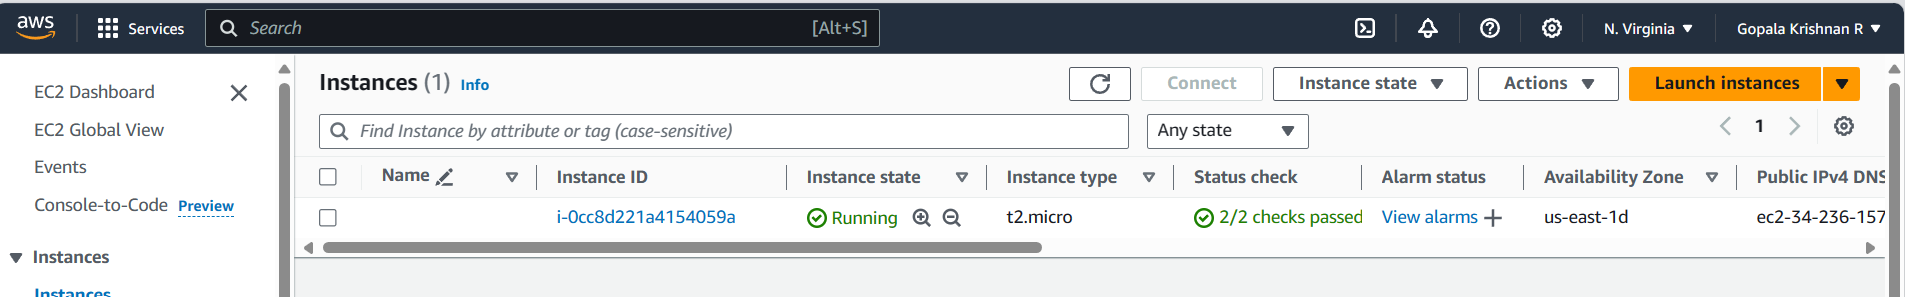 aws
Services
Search [Alt+S]
N. Virginia
Gopala Krishnan R
EC2 Dashboard
EC2 Global View
Events
Console-to-Code Preview
Instances
Instances
Instances (1) Info
Connect
Instance state
Actions
Launch instances
Find Instance by attribute or tag (case-sensitive)
Any state
1
Name Instance ID Instance state Instance type Status check Alarm status Availability Zone Public IPv4 DNS
i-0cc8d221a4154059a Running t2.micro 2/2 checks passed View alarms us-east-1d ec2-34-236-157